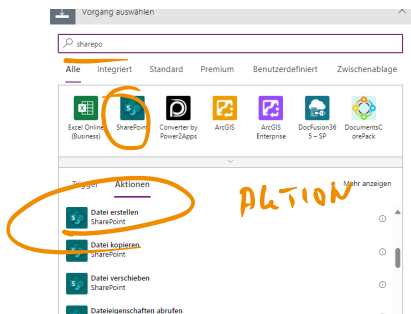 Vorgang auswählen
sharepo
Alle Integriert Standard Premium Benutzerdefiniert Zwischenablage
Excel Online (Business)
SharePoint
Converter by Power2Apps
ArcGIS
ArcGIS Enterprise
DocFusion365 – SP
DocumentsCorePack
Trigger Aktionen Mehr anzeigen
AKTION
Datei erstellen
SharePoint
Datei kopieren
SharePoint
Datei verschieben
SharePoint
Dateieigenschaften abrufen